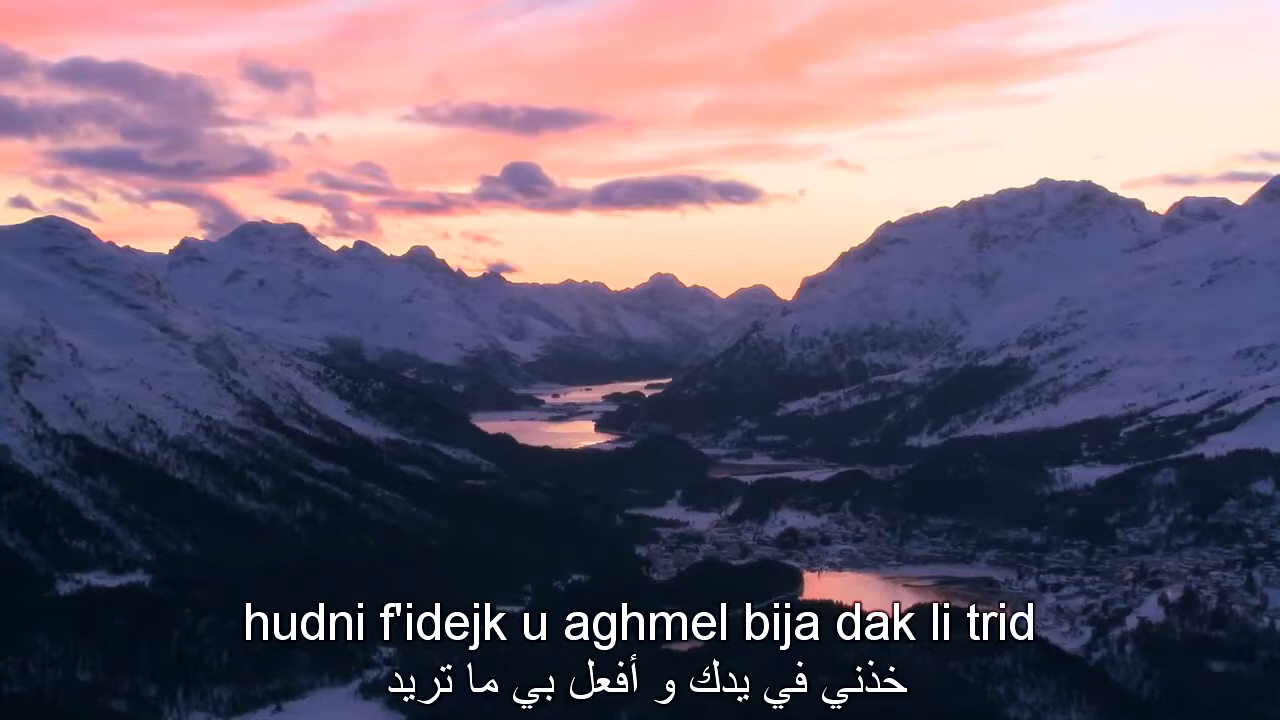 hudni f'idejk u aghmel bija dak li trid
خذني في يدك و أفعل بي ما تريد